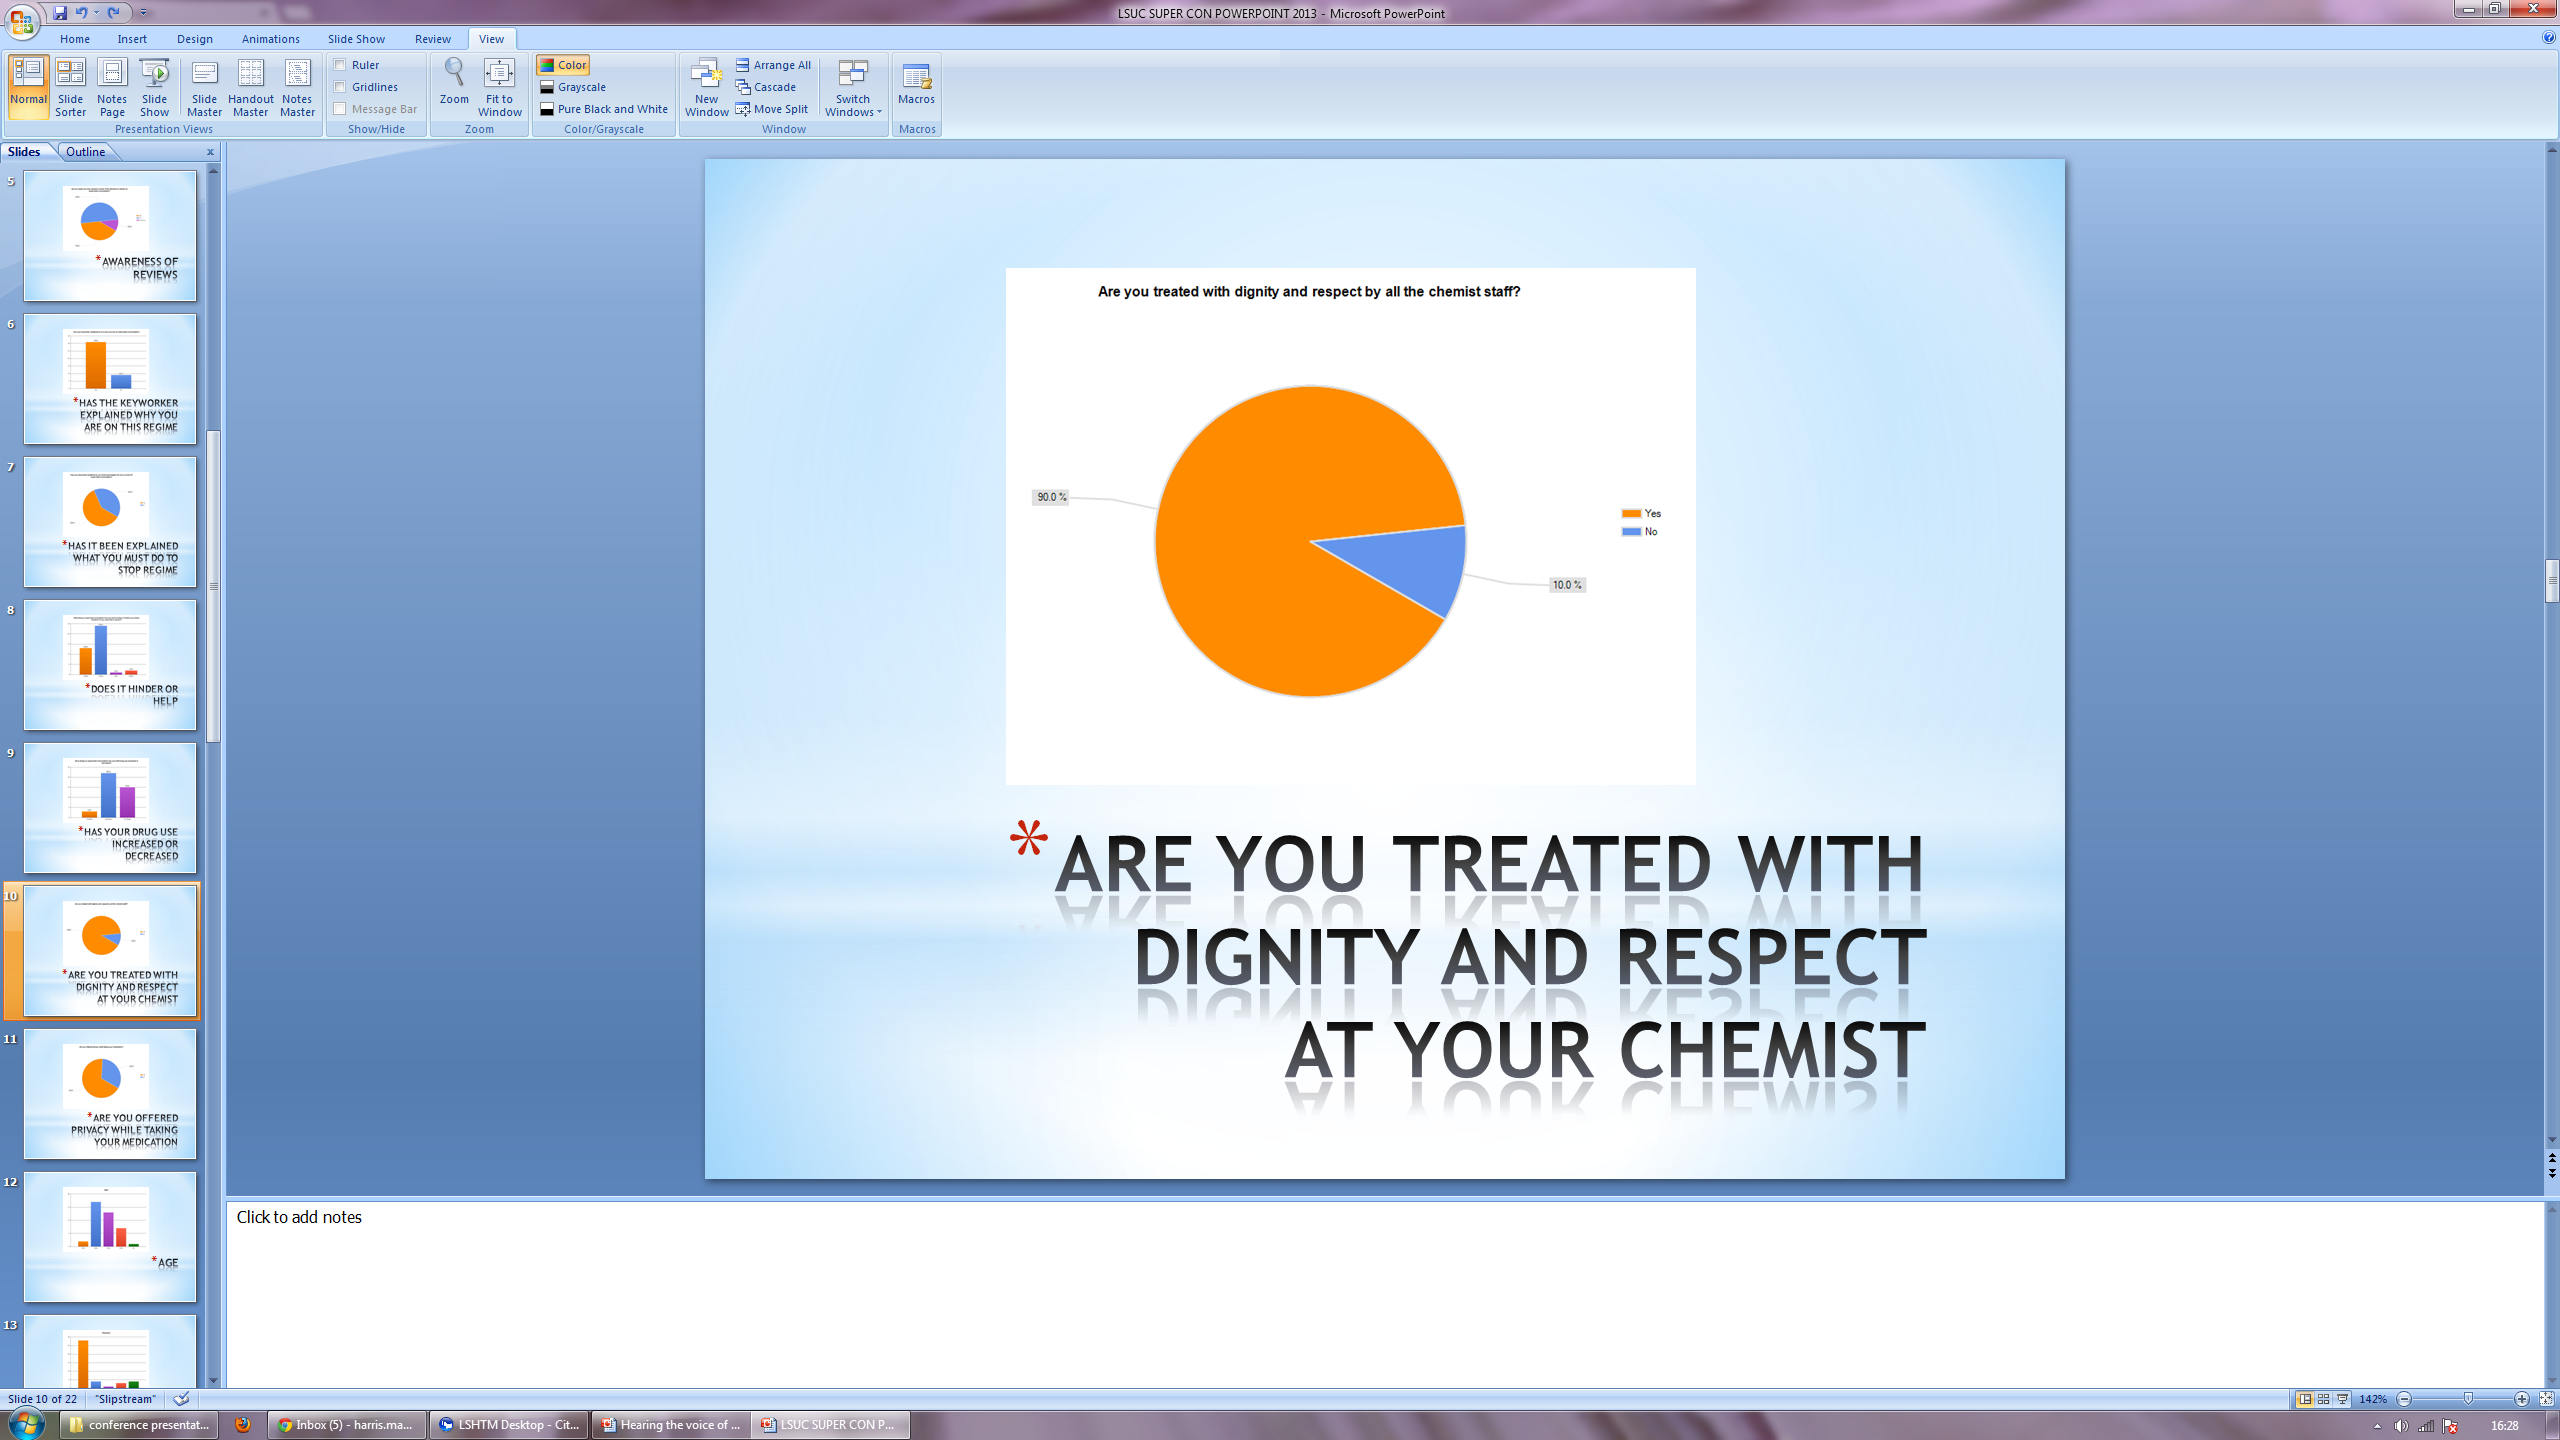 LSUC SUPER CON POWERPOINT 2013 - Microsoft PowerPoint
Home Insert Design Animations Slide Show Review View
Normal
Slide Sorter
Notes Page
Slide Show
Slide Master
Handout Master
Notes Master
Presentation Views
Ruler
Gridlines
Message Bar
Show/Hide
Zoom
Fit to Window
Zoom
Color
Grayscale
Pure Black and White
Color/Grayscale
New Window
Arrange All
Cascade
Move Split
Switch Windows
Window
Macros
Macros
Slides Outline x
5
*AWARENESS OF
REVIEWS
6
*HAS THE KEYWORKER
EXPLAINED WHY YOU
ARE ON THIS REGIME
7
*HAS IT BEEN EXPLAINED
WHAT YOU MUST DO TO
STOP REGIME
8
*DOES IT HINDER OR
HELP
9
*HAS YOUR DRUG USE
INCREASED OR
DECREASED
10
*ARE YOU TREATED WITH
DIGNITY AND RESPECT
AT YOUR CHEMIST
11
*ARE YOU OFFERED
PRIVACY WHILE TAKING
YOUR MEDICATION
12
*AGE
13
Are you treated with dignity and respect by all the chemist staff?
90.0 %
Yes
No
10.0 %
*ARE YOU TREATED WITH
DIGNITY AND RESPECT
AT YOUR CHEMIST
Click to add notes
Slide 10 of 22 "Slipstream" 142%
conference presentat... Inbox (5) - harris.ma... LSHTM Desktop - Cit... Hearing the voice of ... LSUC SUPER CON P... 16:28